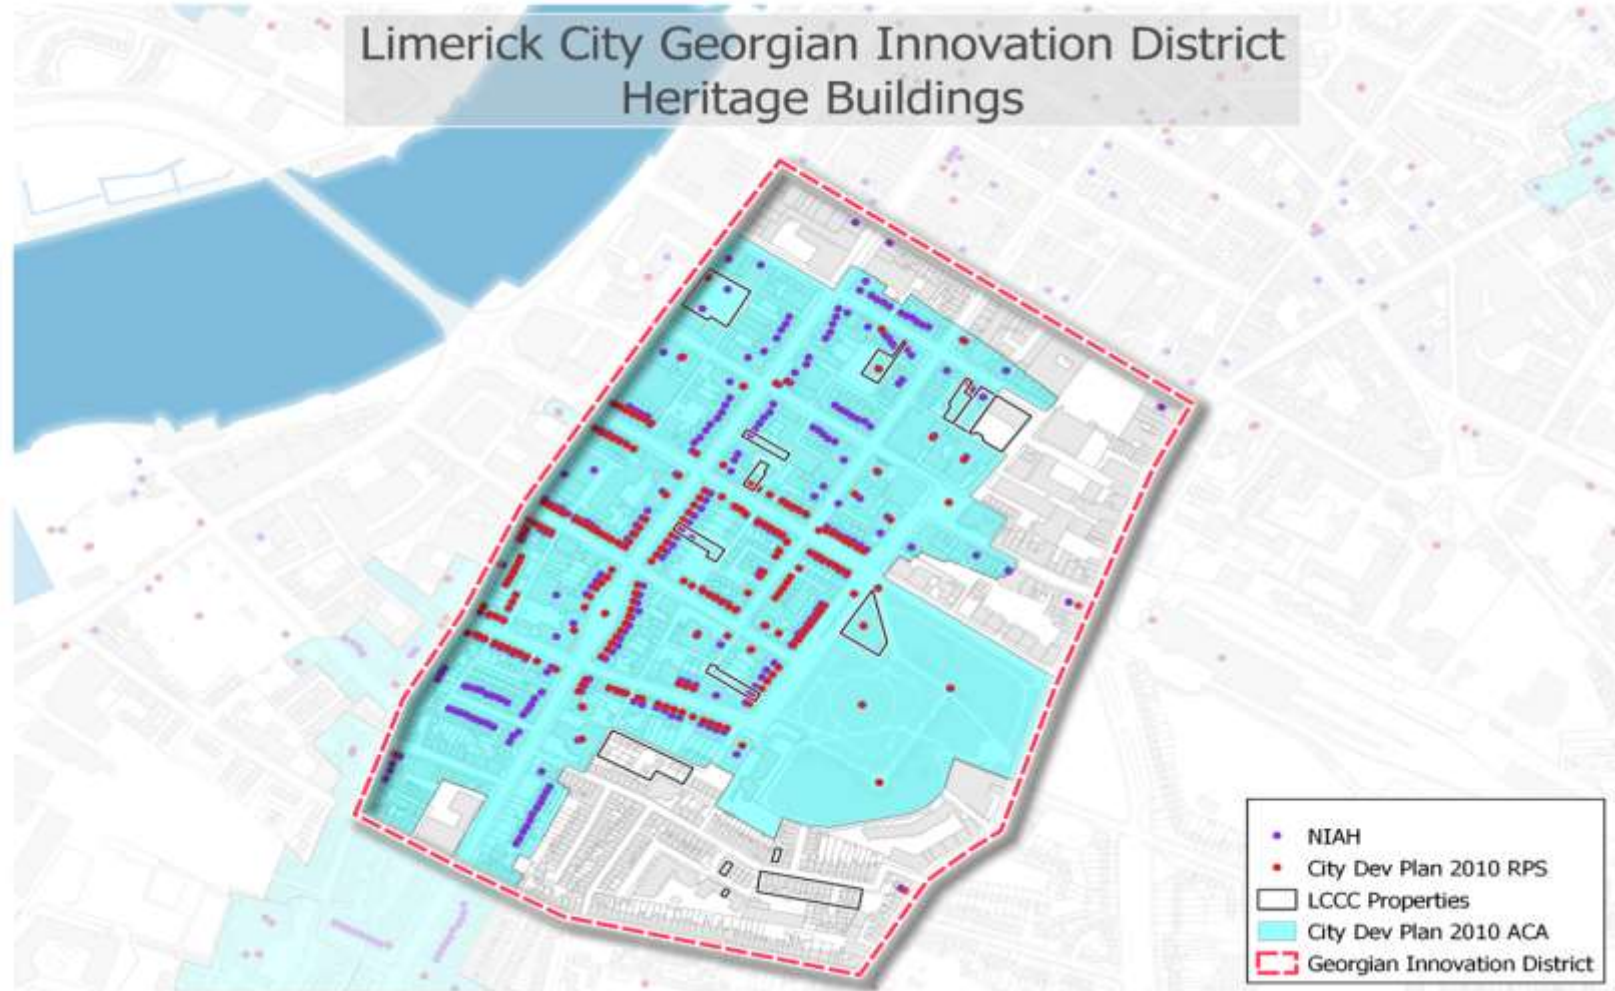 Limerick City Georgian Innovation District
Heritage Buildings
NIAH
City Dev Plan 2010 RPS
LCCC Properties
City Dev Plan 2010 ACA
Georgian Innovation District